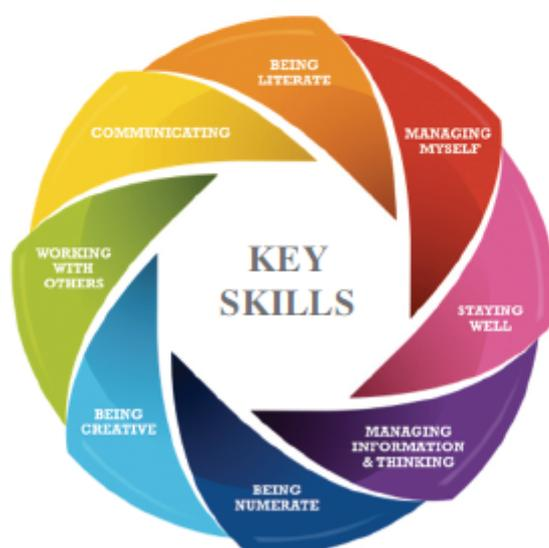 KEY
SKILLS
BEING
LITERATE
MANAGING
MYSELF
STAYING
WELL
MANAGING
INFORMATION
& THINKING
BEING
NUMERATE
BEING
CREATIVE
WORKING
WITH
OTHERS
COMMUNICATING